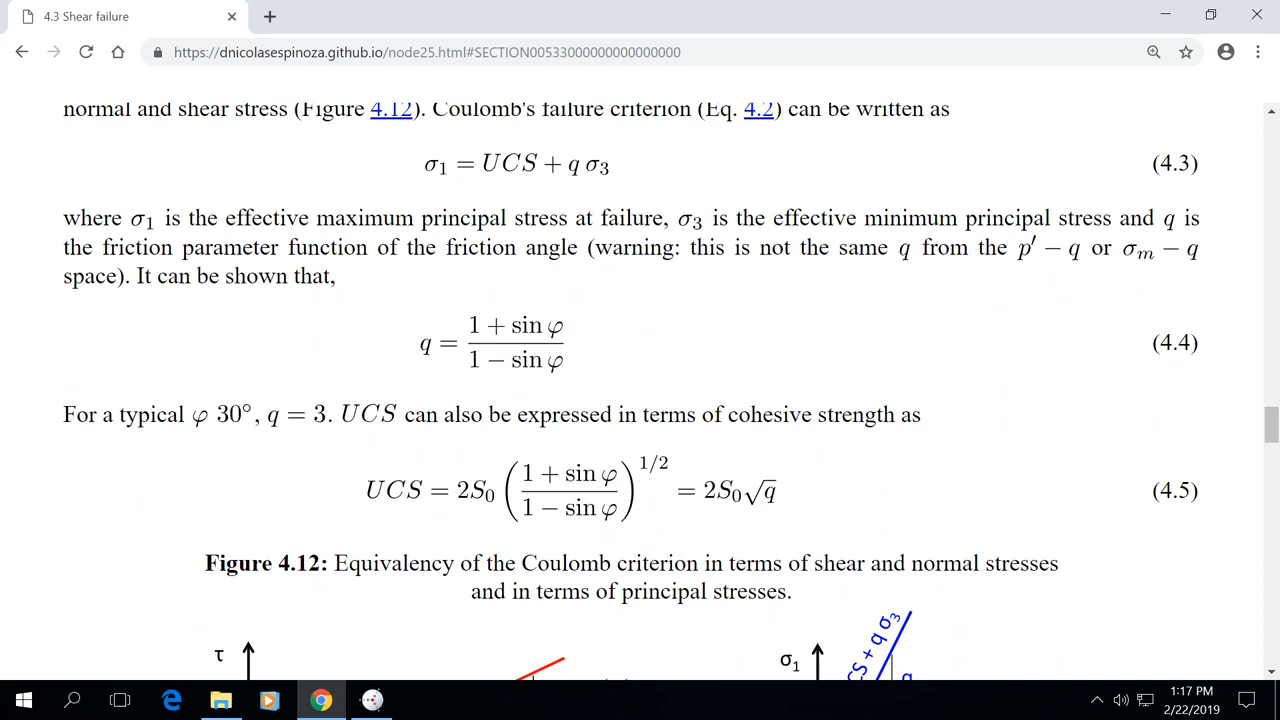 4.3 Shear failure
https://dnicolasespinoza.github.io/node25.html#SECTION00533000000000000000
normal and shear stress (Figure 4.12). Coulomb's failure criterion (Eq. 4.2) can be written as
σ₁ = UCS + q σ₃ (4.3)
where σ₁ is the effective maximum principal stress at failure, σ₃ is the effective minimum principal stress and q is
the friction parameter function of the friction angle (warning: this is not the same q from the p′ − q or σₘ − q
space). It can be shown that,
q = (1 + sin φ)/(1 − sin φ) (4.4)
For a typical φ 30°, q = 3. UCS can also be expressed in terms of cohesive strength as
UCS = 2S₀ ((1 + sin φ)/(1 − sin φ))^1/2 = 2S₀√q (4.5)
Figure 4.12: Equivalency of the Coulomb criterion in terms of shear and normal stresses
and in terms of principal stresses.
τ
σ₁
CS + q σ₃
1:17 PM
2/22/2019